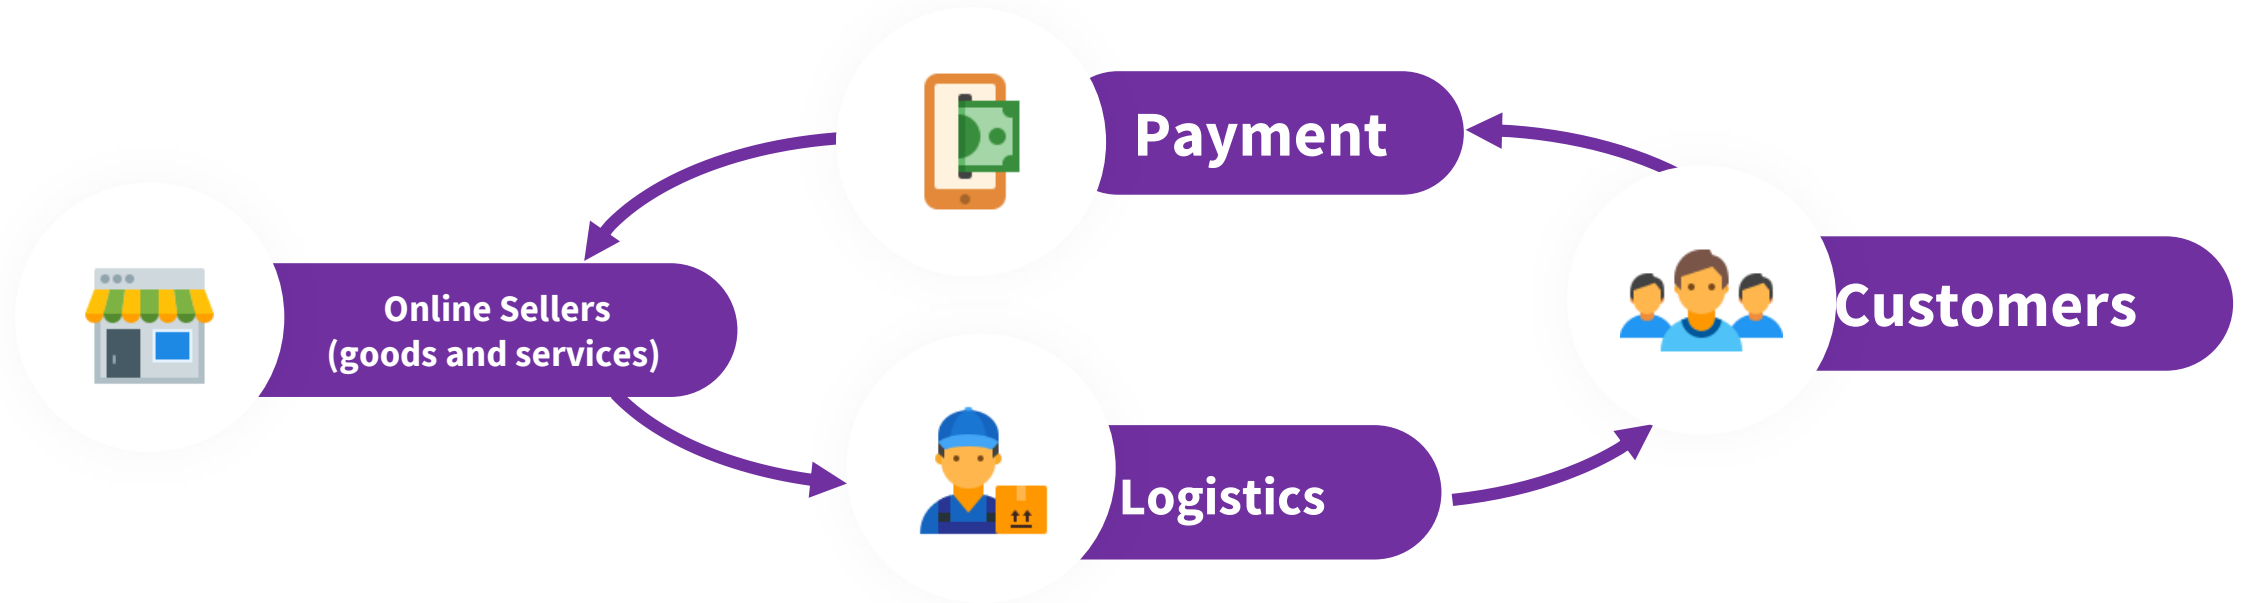 Payment
Customers
Online Sellers
(goods and services)
Logistics